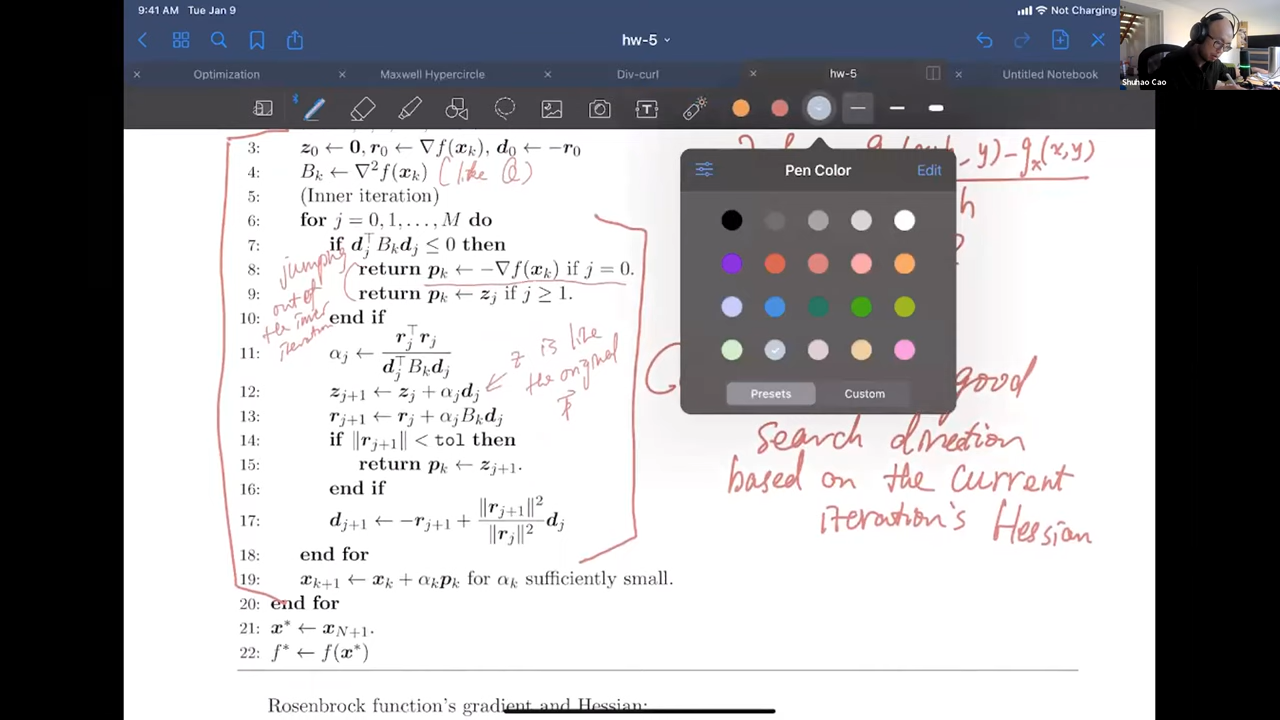 9:41 AM Tue Jan 9
Not Charging
hw-5
Optimization
Maxwell Hypercircle
Div-curl
hw-5
Untitled Notebook
Shuhao Cao
3: z₀ ← 0, r₀ ← ∇f(xₖ), d₀ ← −r₀
4: Bₖ ← ∇²f(xₖ) (like Q)
5: (Inner iteration)
6: for j = 0, 1, . . . , M do
7: if dⱼ⊤Bₖdⱼ ≤ 0 then
8: return pₖ ← −∇f(xₖ) if j = 0.
9: return pₖ ← zⱼ if j ≥ 1.
10: end if
11: αⱼ ← rⱼ⊤rⱼ / dⱼ⊤Bₖdⱼ
12: zⱼ₊₁ ← zⱼ + αⱼdⱼ
13: rⱼ₊₁ ← rⱼ + αⱼBₖdⱼ
14: if ‖rⱼ₊₁‖ < tol then
15: return pₖ ← zⱼ₊₁.
16: end if
17: dⱼ₊₁ ← −rⱼ₊₁ + ‖rⱼ₊₁‖² / ‖rⱼ‖² dⱼ
18: end for
19: xₖ₊₁ ← xₖ + αₖpₖ for αₖ sufficiently small.
20: end for
21: x* ← x_{N+1}.
22: f* ← f(x*)
Rosenbrock function's gradient and Hessian:
jumping
out of
the inner
iteration
z is like
the original
p
, y) − gₓ(x, y)
h
good
search direction
based on the current
iteration's Hessian
Pen Color
Edit
Presets
Custom